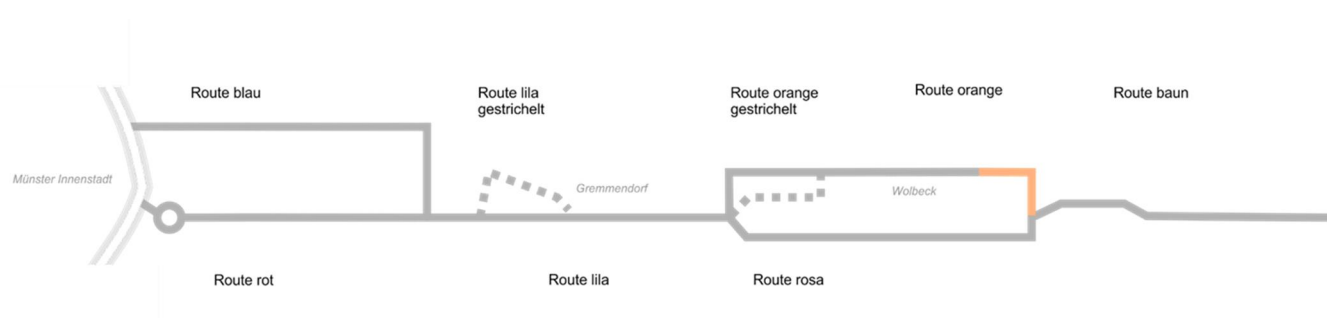 Route blau
Route lila
gestrichelt
Route orange
gestrichelt
Route orange
Route baun
Münster Innenstadt
Gremmendorf
Wolbeck
Route rot
Route lila
Route rosa